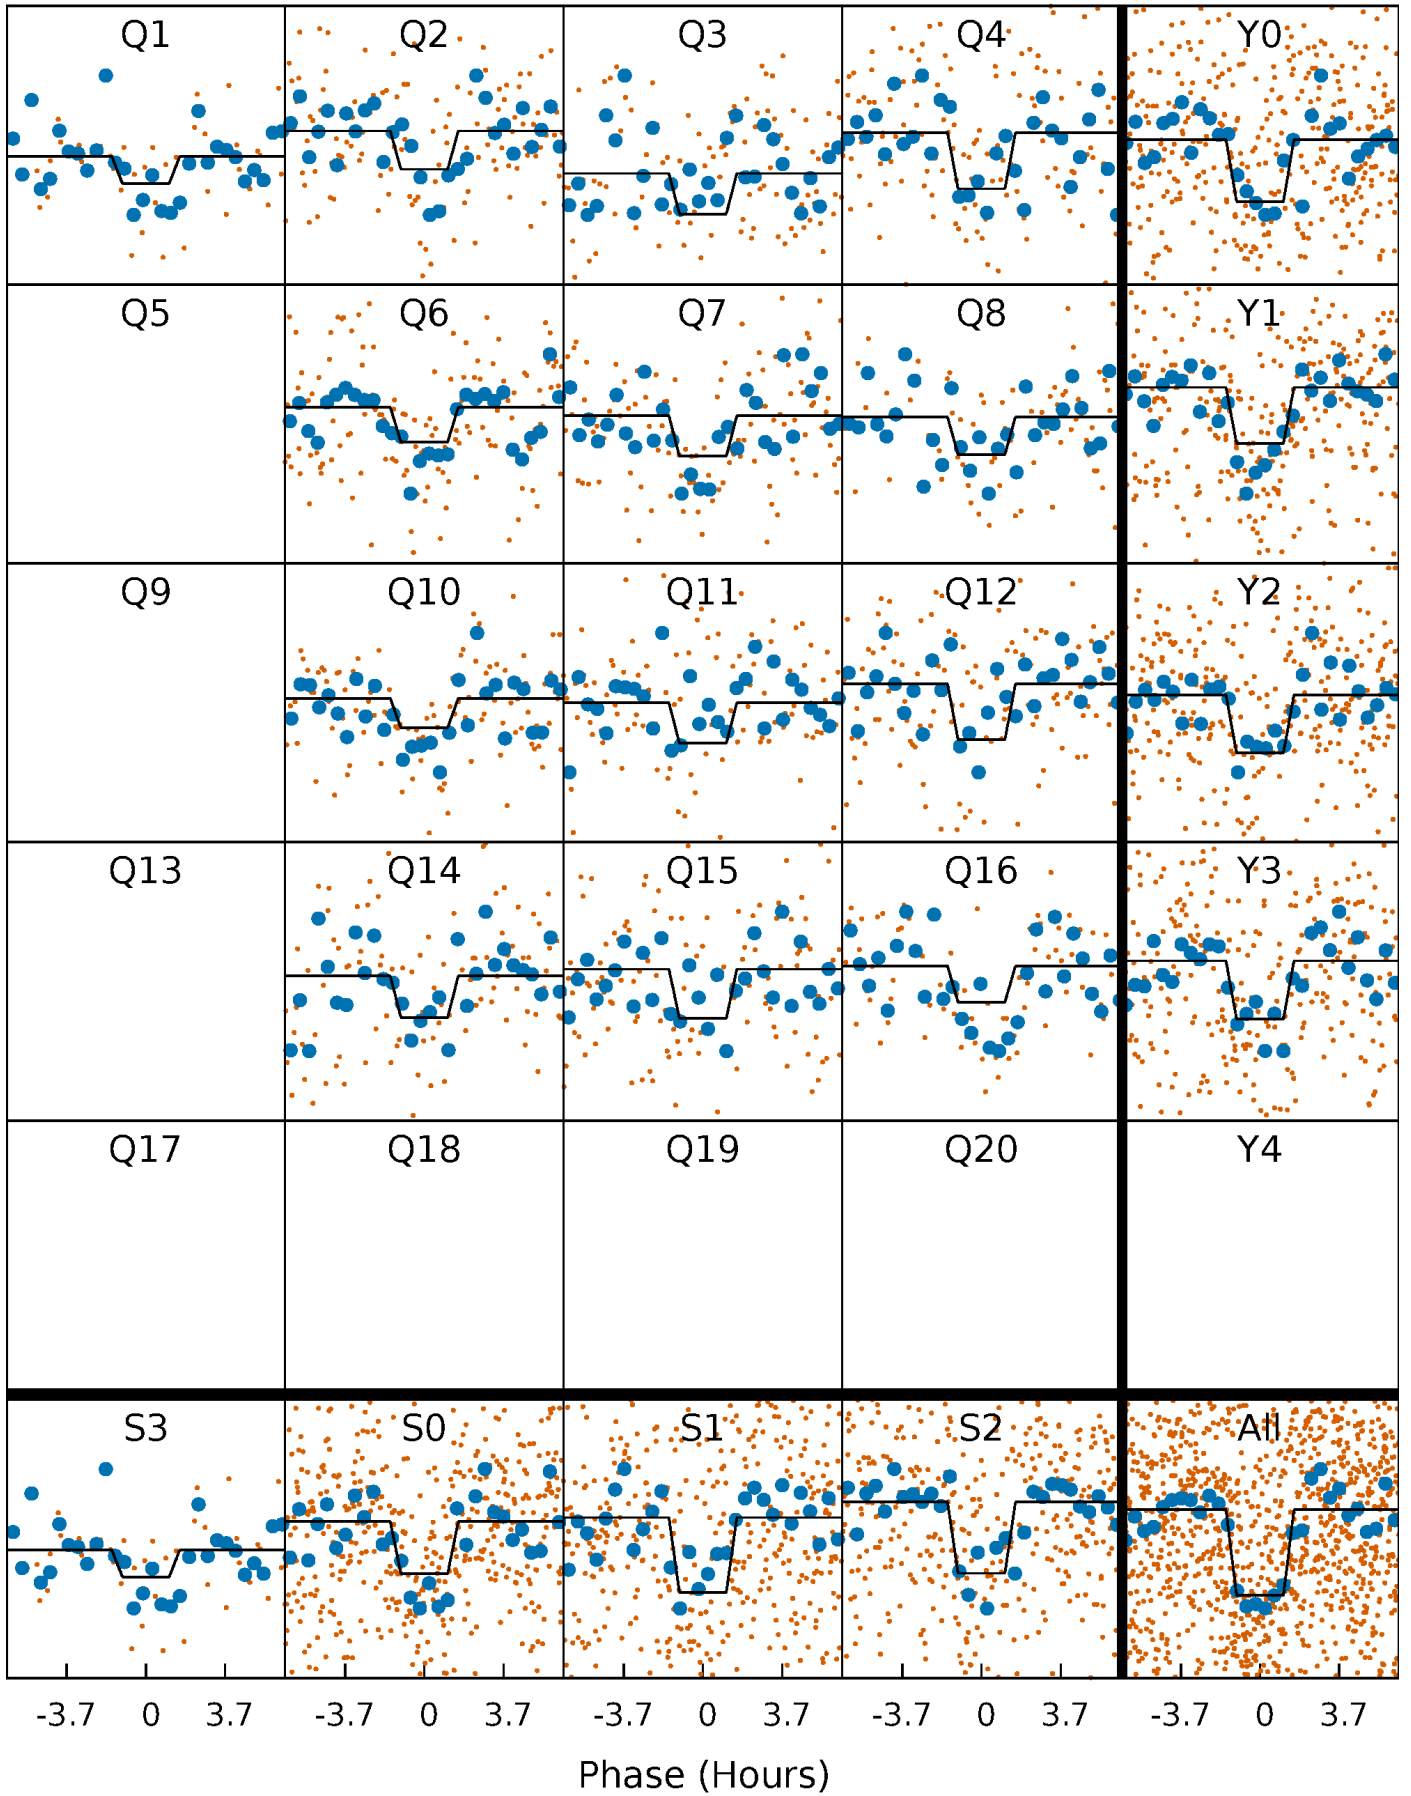 Q1 Q2 Q3 Q4 Y0
Q5 Q6 Q7 Q8 Y1
Q9 Q10 Q11 Q12 Y2
Q13 Q14 Q15 Q16 Y3
Q17 Q18 Q19 Q20 Y4
S3 S0 S1 S2 All
-3.7 0 3.7 -3.7 0 3.7 -3.7 0 3.7 -3.7 0 3.7 -3.7 0 3.7
Phase (Hours)